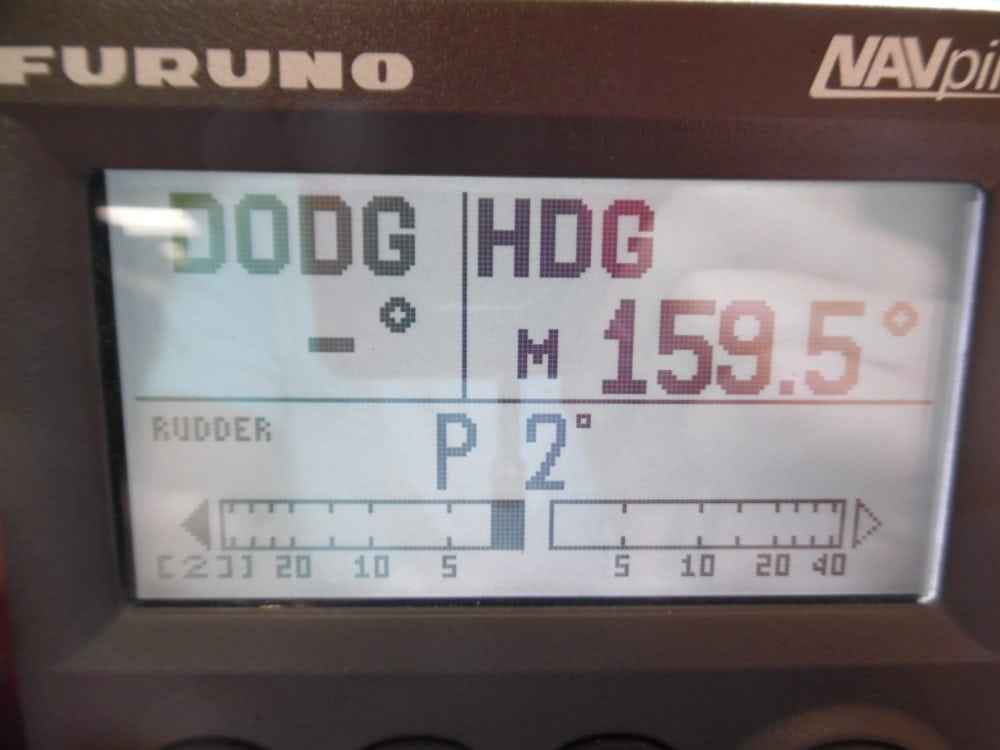 FURUNO NAVpil
DODG HDG
-° M 159.5°
RUDDER P 2°
[2]] 20 10 5 5 10 20 40